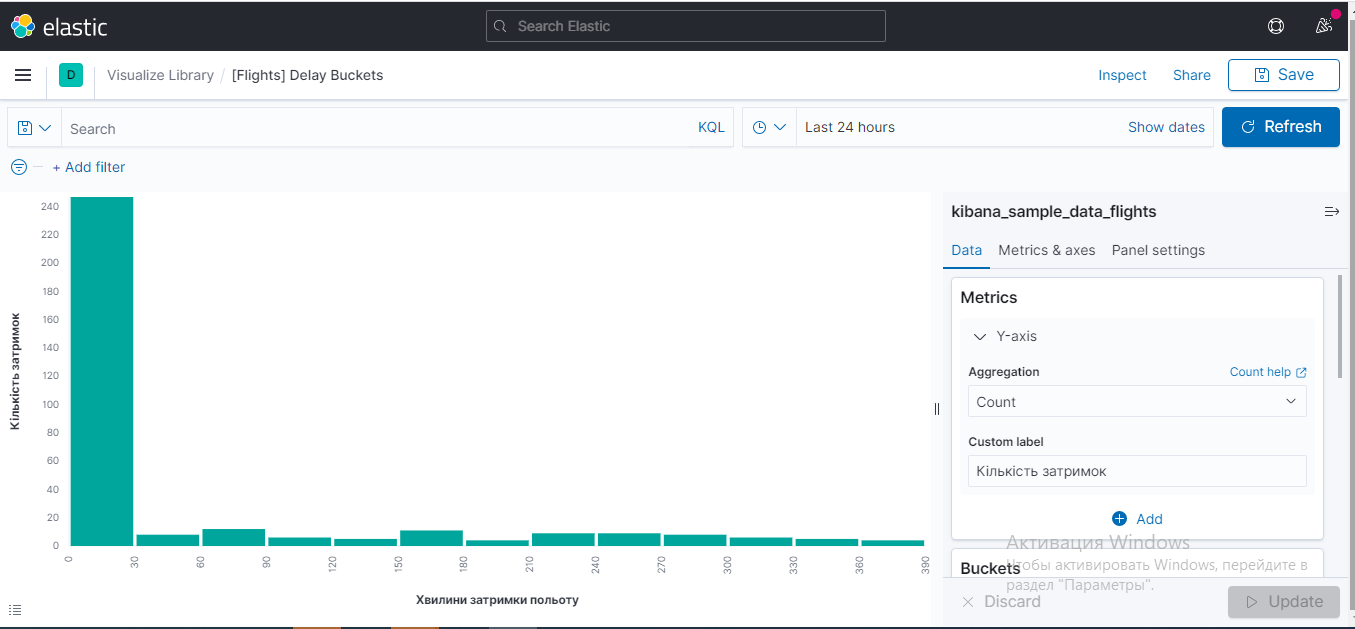 elastic
Search Elastic
D
Visualize Library / [Flights] Delay Buckets
Inspect
Share
Save
Search
KQL
Last 24 hours
Show dates
Refresh
+ Add filter
240
220
200
180
160
140
120
100
80
60
40
20
0
Кількість затримок
0
30
60
90
120
150
180
210
240
270
300
330
360
390
Хвилини затримки польоту
kibana_sample_data_flights
Data
Metrics & axes
Panel settings
Metrics
Y-axis
Aggregation
Count help
Count
Custom label
Кількість затримок
Add
Buckets
Активация Windows
Чтобы активировать Windows, перейдите в
раздел "Параметры".
Discard
Update